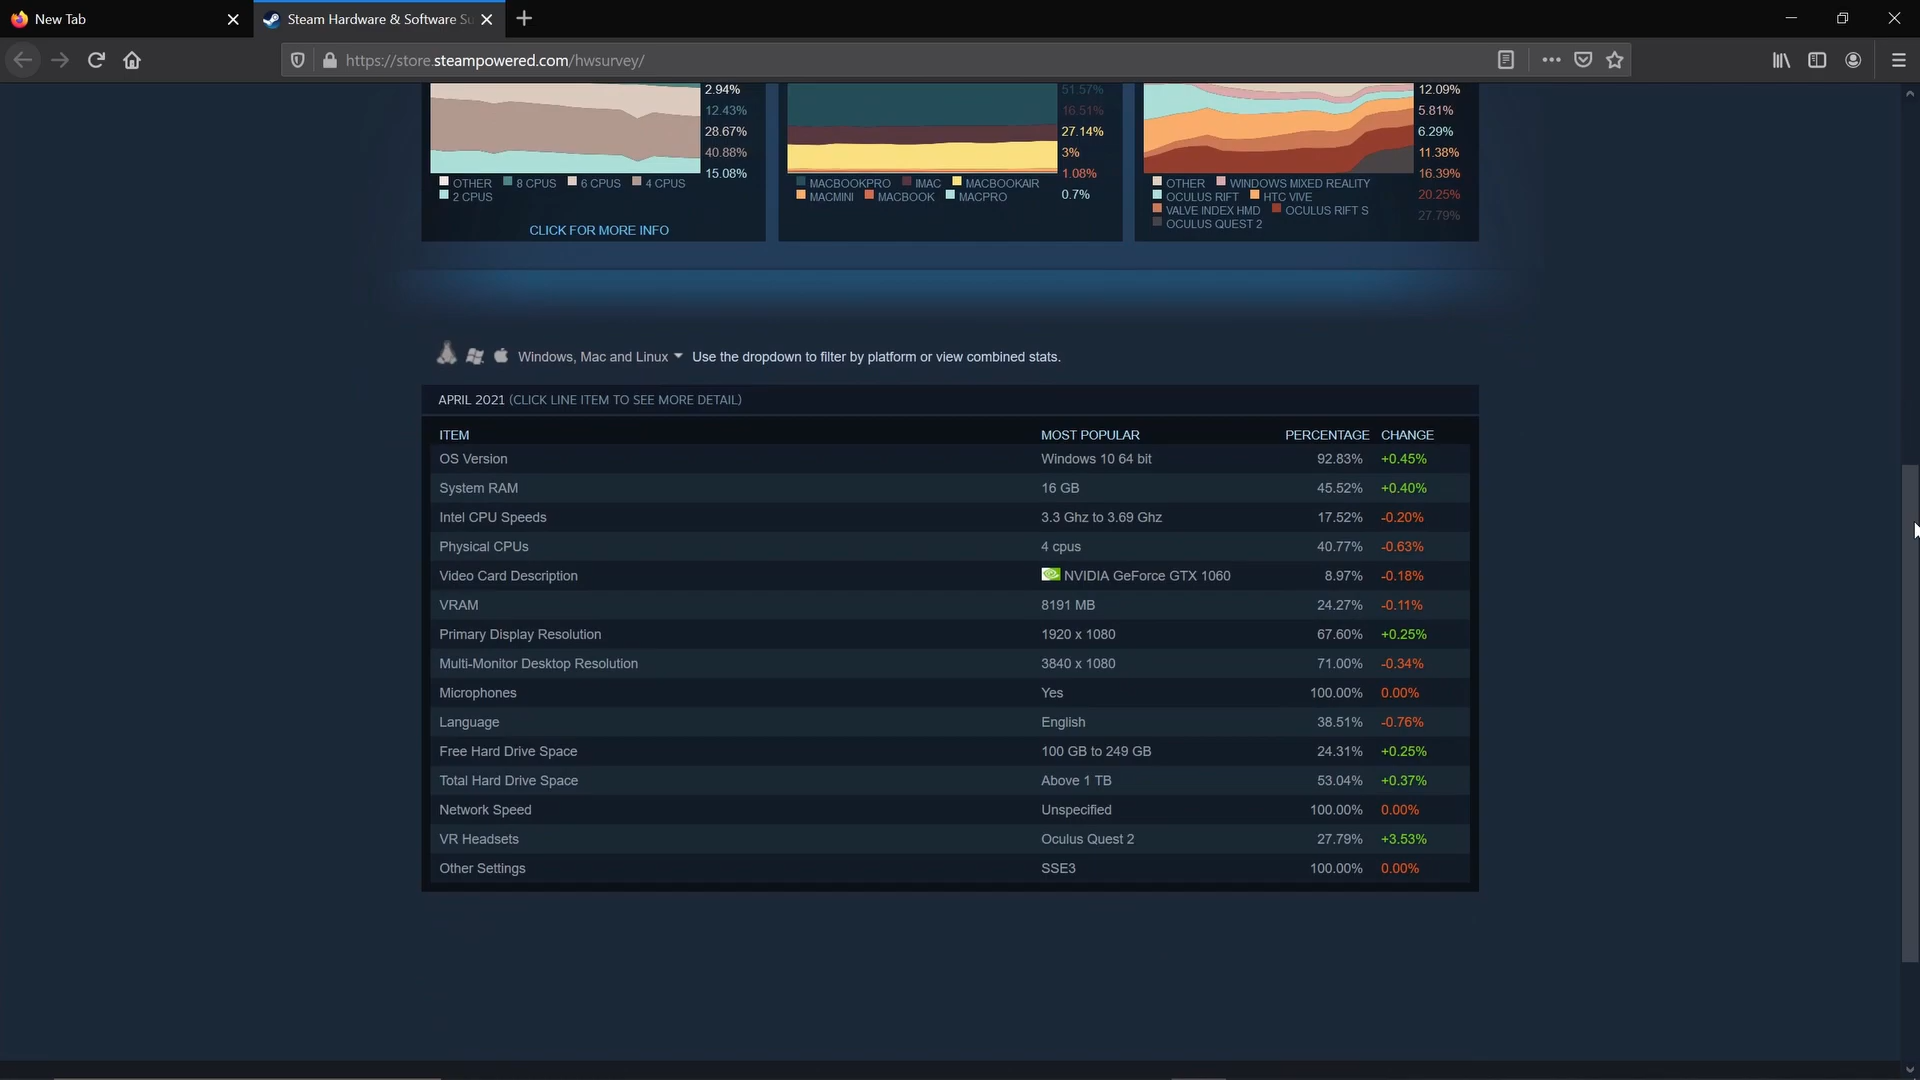 New Tab
Steam Hardware & Software Su
https://store.steampowered.com/hwsurvey/
2.94%
12.43%
28.67%
40.88%
15.08%
OTHER 8 CPUS 6 CPUS 4 CPUS
2 CPUS
CLICK FOR MORE INFO
51.57%
16.51%
27.14%
3%
1.08%
0.7%
MACBOOKPRO IMAC MACBOOKAIR
MACMINI MACBOOK MACPRO
12.09%
5.81%
6.29%
11.38%
16.39%
20.25%
27.79%
OTHER WINDOWS MIXED REALITY
OCULUS RIFT HTC VIVE
VALVE INDEX HMD OCULUS RIFT S
OCULUS QUEST 2
Windows, Mac and Linux Use the dropdown to filter by platform or view combined stats.
APRIL 2021 (CLICK LINE ITEM TO SEE MORE DETAIL)
ITEM MOST POPULAR PERCENTAGE CHANGE
OS Version Windows 10 64 bit 92.83% +0.45%
System RAM 16 GB 45.52% +0.40%
Intel CPU Speeds 3.3 Ghz to 3.69 Ghz 17.52% -0.20%
Physical CPUs 4 cpus 40.77% -0.63%
Video Card Description NVIDIA GeForce GTX 1060 8.97% -0.18%
VRAM 8191 MB 24.27% -0.11%
Primary Display Resolution 1920 x 1080 67.60% +0.25%
Multi-Monitor Desktop Resolution 3840 x 1080 71.00% -0.34%
Microphones Yes 100.00% 0.00%
Language English 38.51% -0.76%
Free Hard Drive Space 100 GB to 249 GB 24.31% +0.25%
Total Hard Drive Space Above 1 TB 53.04% +0.37%
Network Speed Unspecified 100.00% 0.00%
VR Headsets Oculus Quest 2 27.79% +3.53%
Other Settings SSE3 100.00% 0.00%